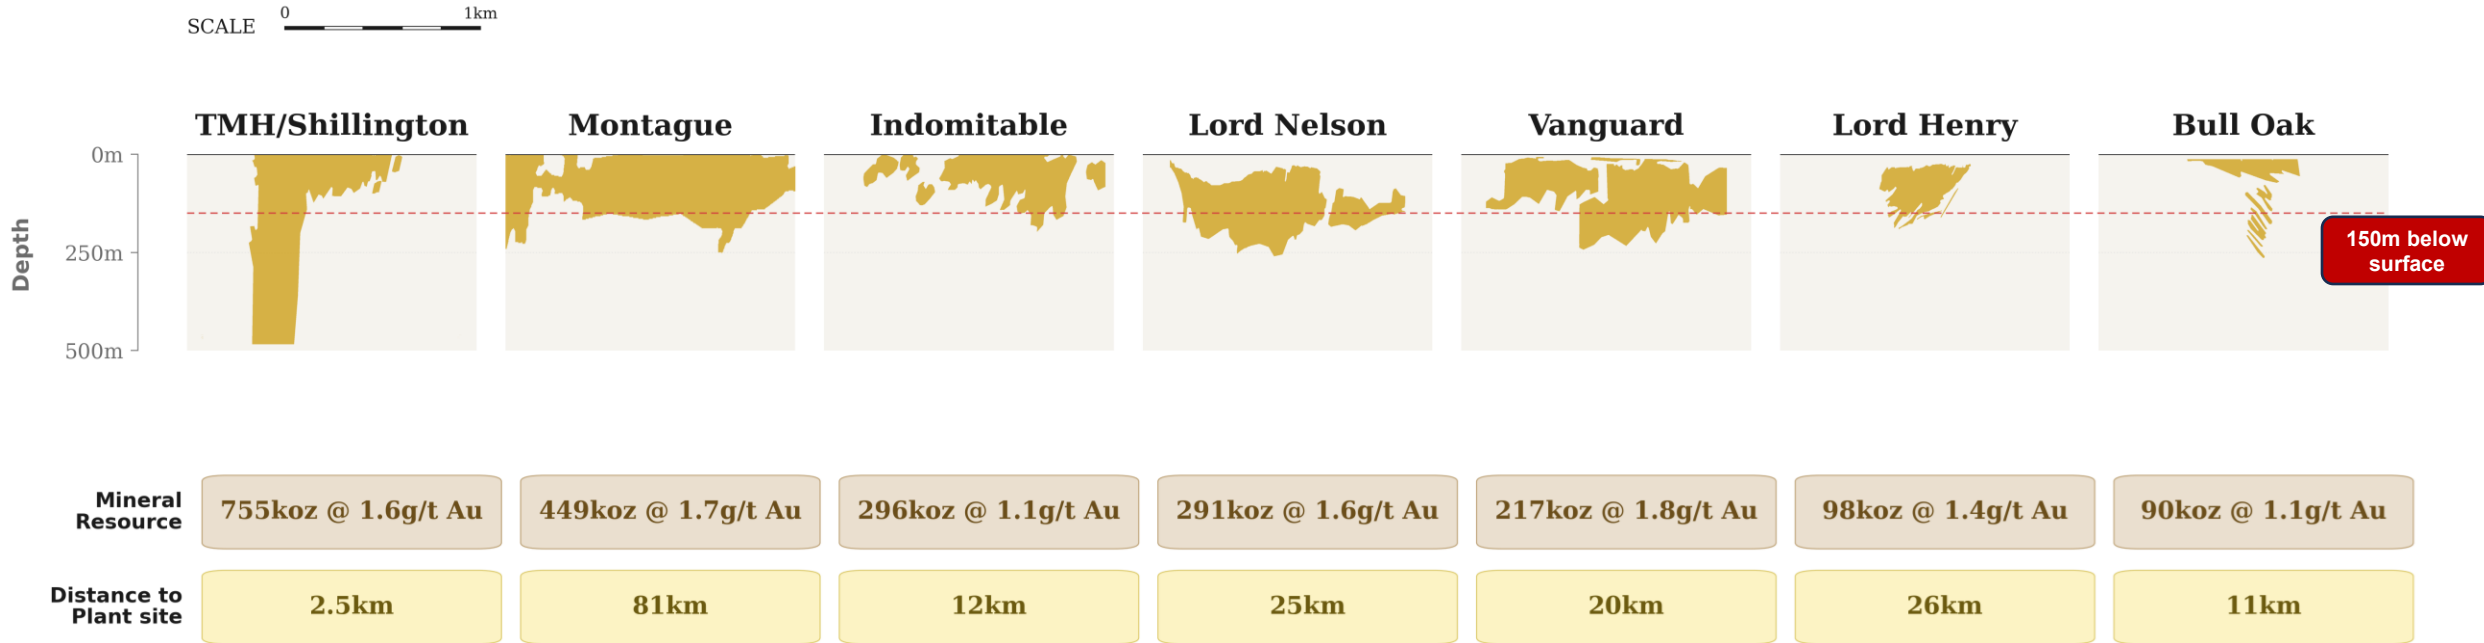 0 1km
SCALE
TMH/Shillington Montague Indomitable Lord Nelson Vanguard Lord Henry Bull Oak
0m
Depth
250m
500m
150m below
surface
Mineral
Resource
755koz @ 1.6g/t Au 449koz @ 1.7g/t Au 296koz @ 1.1g/t Au 291koz @ 1.6g/t Au 217koz @ 1.8g/t Au 98koz @ 1.4g/t Au 90koz @ 1.1g/t Au
Distance to
Plant site
2.5km 81km 12km 25km 20km 26km 11km